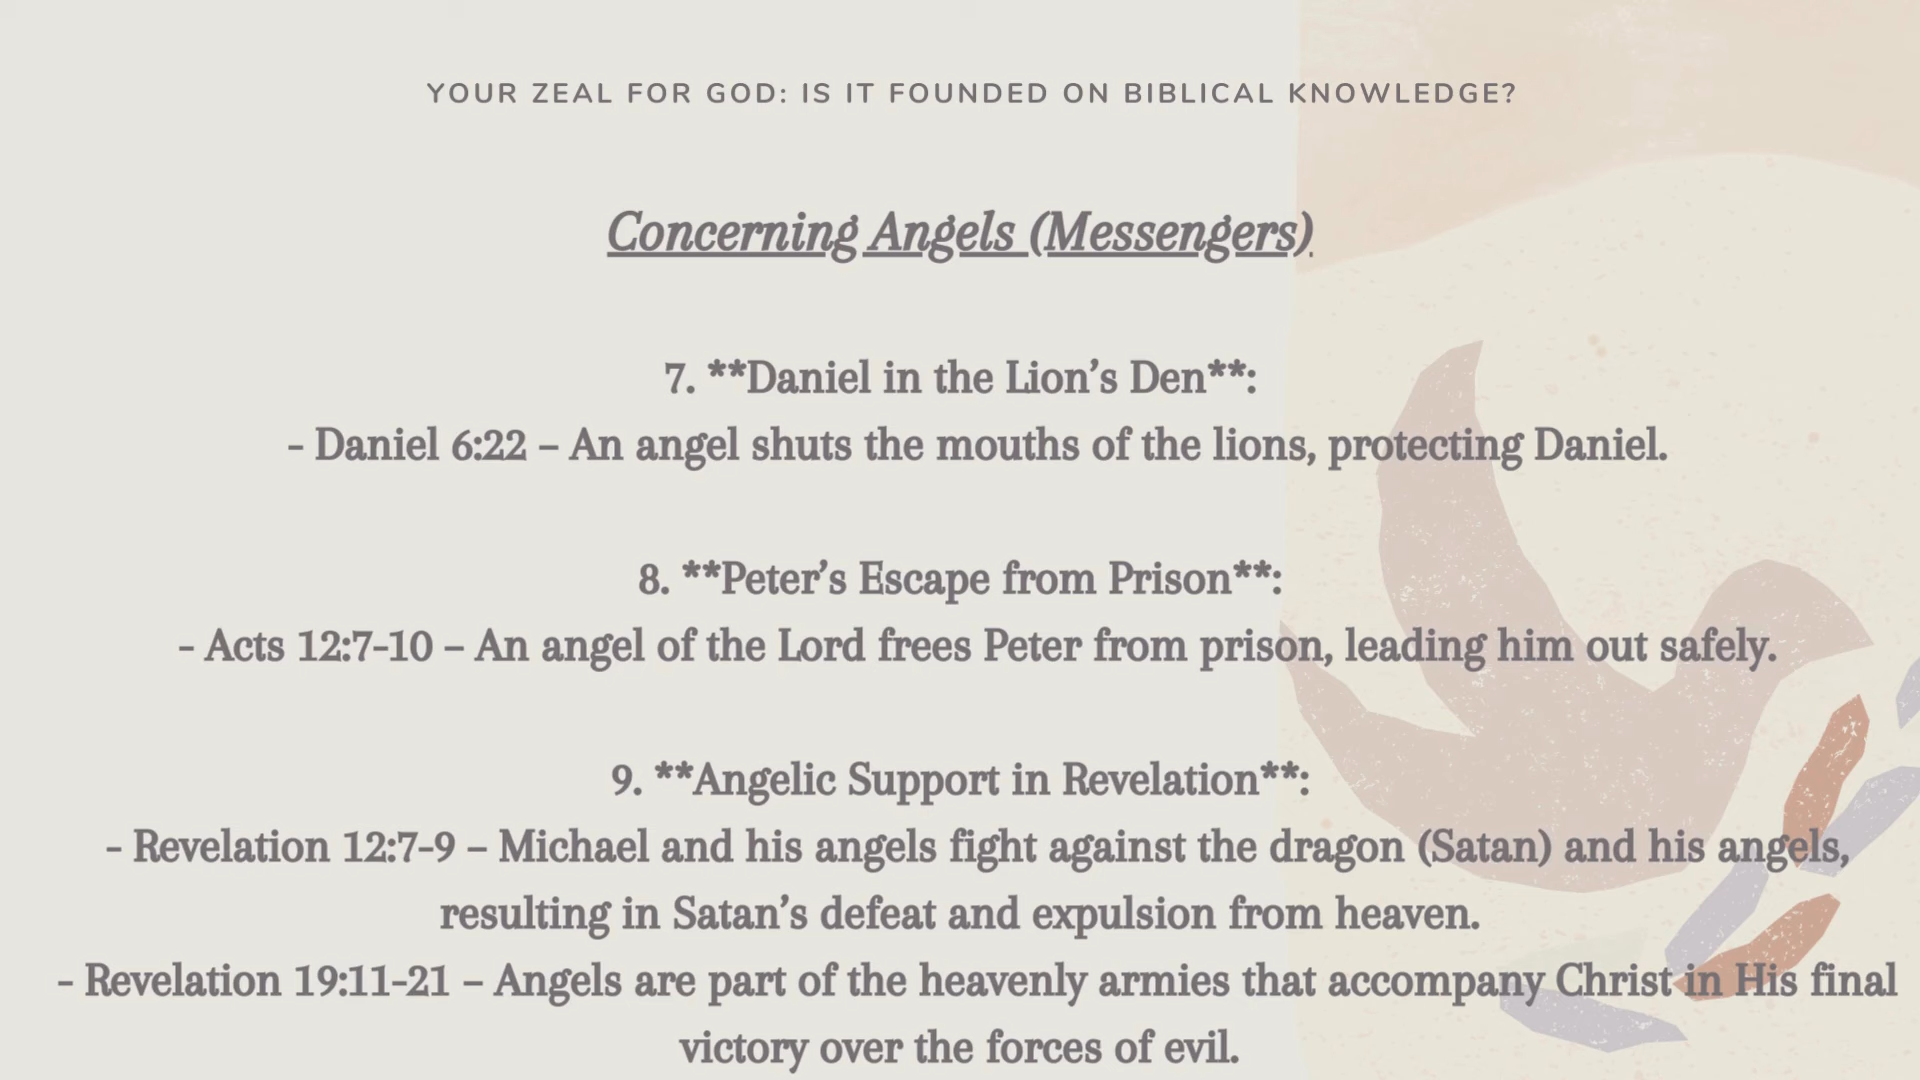 YOUR ZEAL FOR GOD: IS IT FOUNDED ON BIBLICAL KNOWLEDGE?
Concerning Angels (Messengers)
7. **Daniel in the Lion’s Den**:
- Daniel 6:22 – An angel shuts the mouths of the lions, protecting Daniel.
8. **Peter’s Escape from Prison**:
- Acts 12:7-10 – An angel of the Lord frees Peter from prison, leading him out safely.
9. **Angelic Support in Revelation**:
- Revelation 12:7-9 – Michael and his angels fight against the dragon (Satan) and his angels,
resulting in Satan’s defeat and expulsion from heaven.
- Revelation 19:11-21 – Angels are part of the heavenly armies that accompany Christ in His final
victory over the forces of evil.